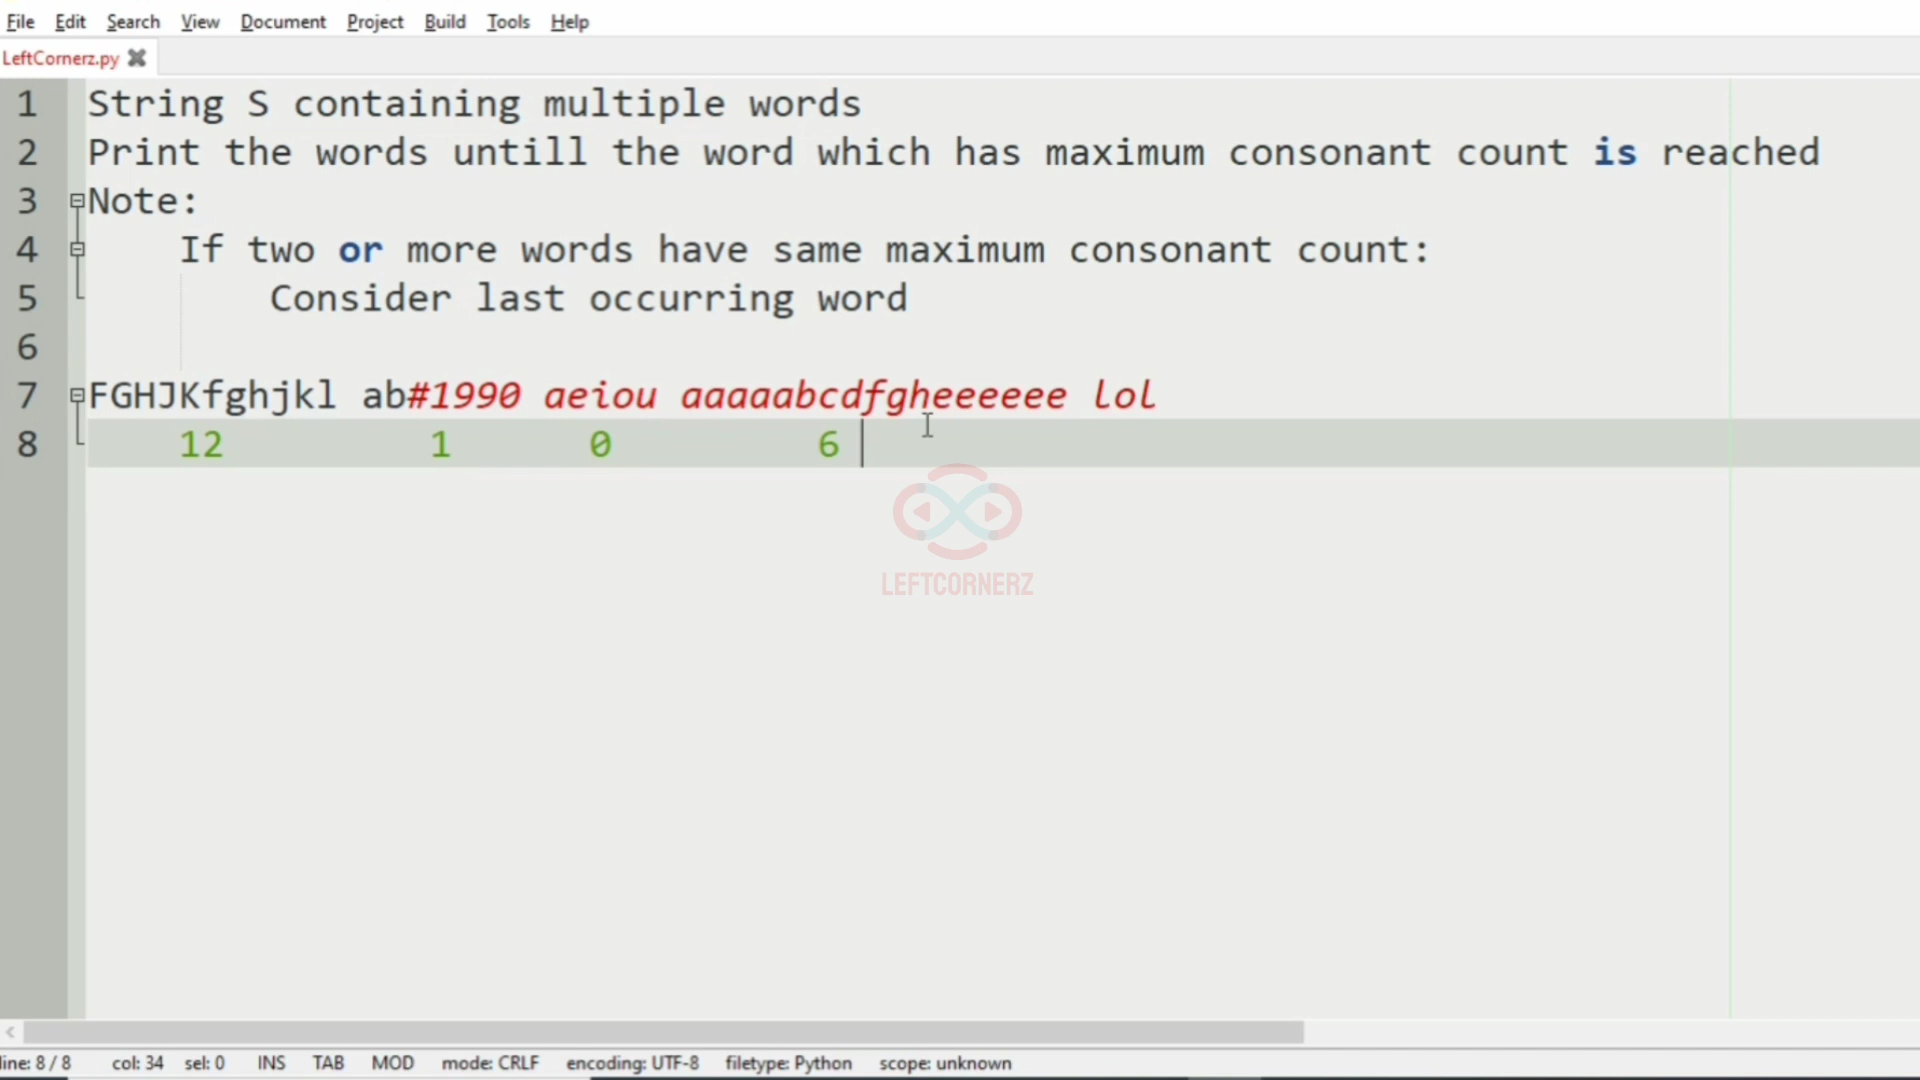 File Edit Search View Document Project Build Tools Help
LeftCornerz.py
1 String S containing multiple words
2 Print the words untill the word which has maximum consonant count is reached
3 Note:
4 If two or more words have same maximum consonant count:
5 Consider last occurring word
6
7 FGHJKfghjkl ab#1990 aeiou aaaaabcdfgheeeeee lol
8 12 1 0 6
LEFTCORNERZ
line: 8 / 8 col: 34 sel: 0 INS TAB MOD mode: CRLF encoding: UTF-8 filetype: Python scope: unknown